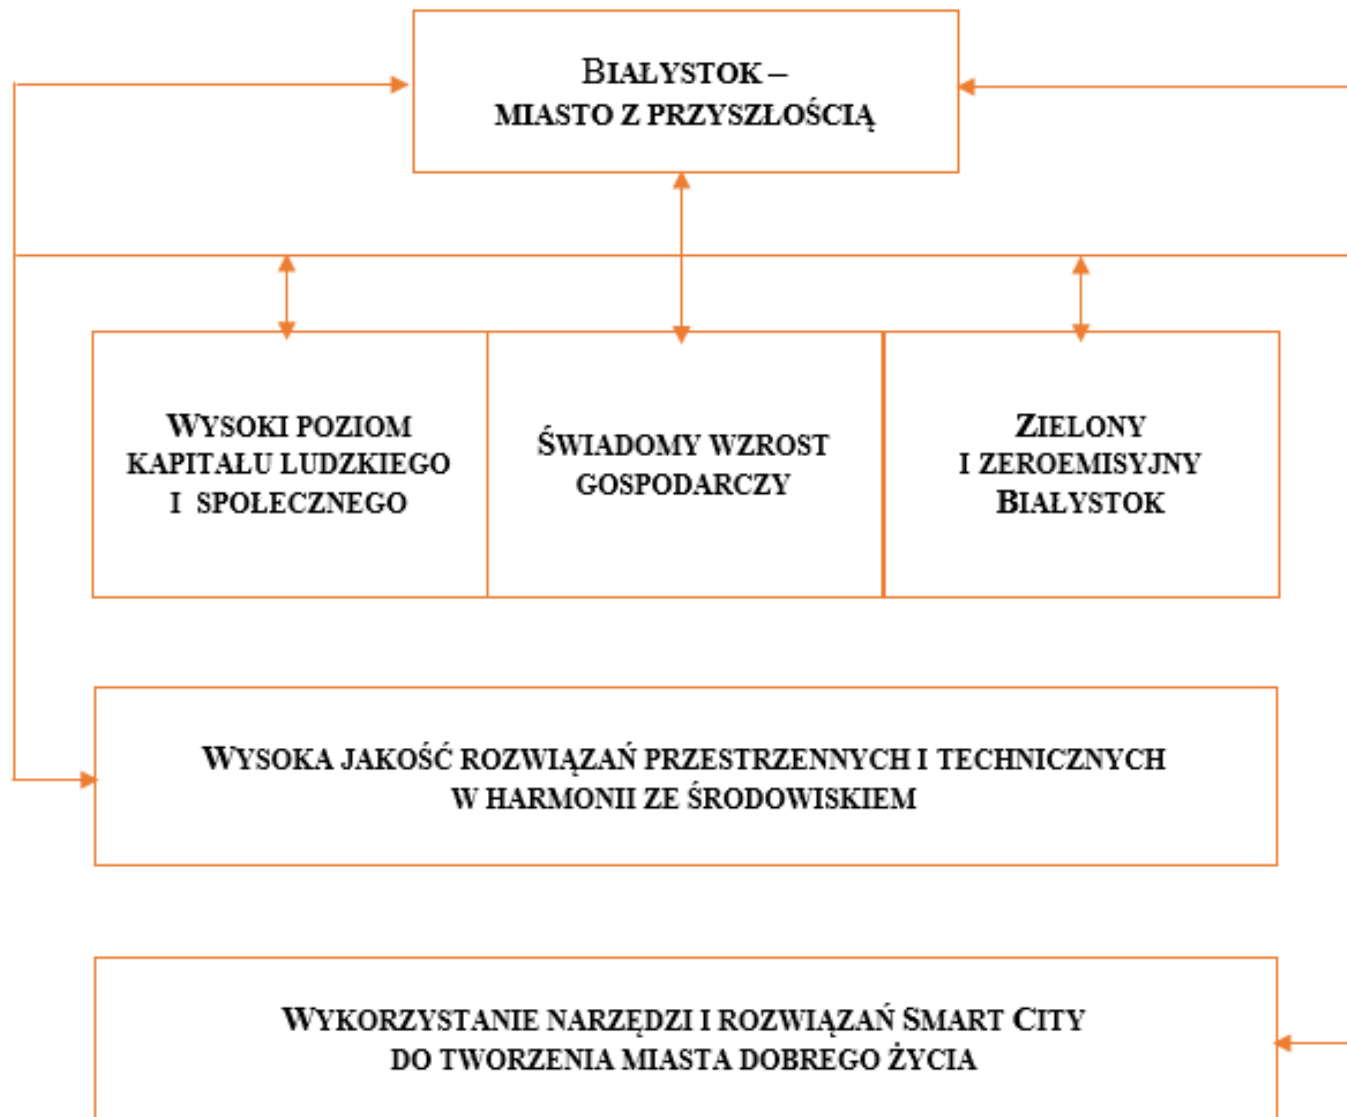 BIAŁYSTOK –
MIASTO Z PRZYSZŁOŚCIĄ
WYSOKI POZIOM
KAPITAŁU LUDZKIEGO
I SPOŁECZNEGO
ŚWIADOMY WZROST
GOSPODARCZY
ZIELONY
I ZEROEMISYJNY
BIAŁYSTOK
WYSOKA JAKOŚĆ ROZWIĄZAŃ PRZESTRZENNYCH I TECHNICZNYCH
W HARMONII ZE ŚRODOWISKIEM
WYKORZYSTANIE NARZĘDZI I ROZWIĄZAŃ SMART CITY
DO TWORZENIA MIASTA DOBREGO ŻYCIA